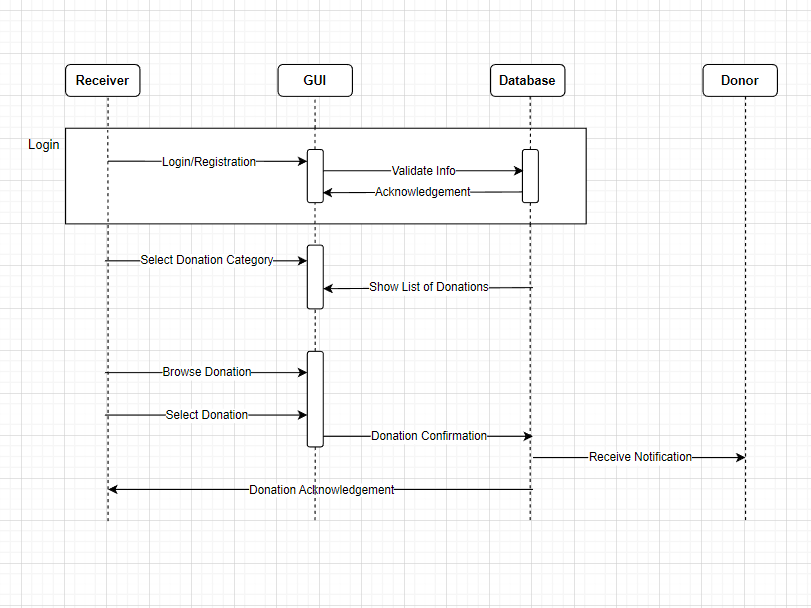 Receiver
GUI
Database
Donor
Login
Login/Registration
Validate Info
Acknowledgement
Select Donation Category
Show List of Donations
Browse Donation
Select Donation
Donation Confirmation
Receive Notification
Donation Acknowledgement